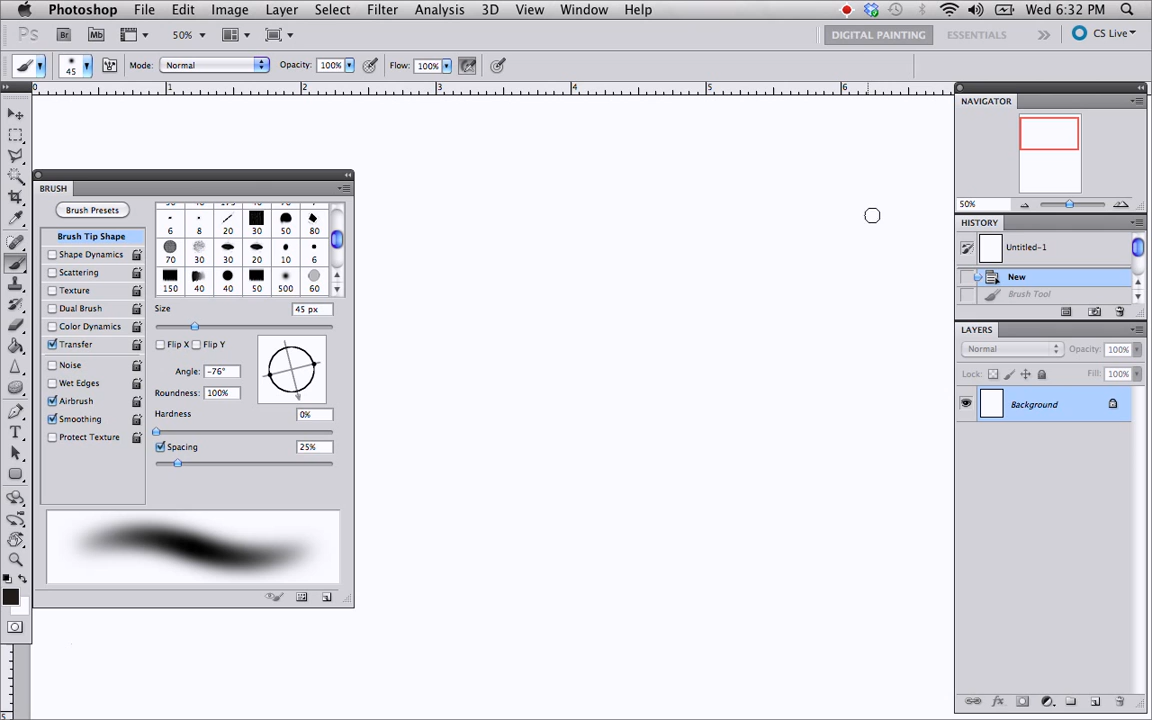 Photoshop File Edit Image Layer Select Filter Analysis 3D View Window Help Wed 6:32 PM
Ps Br Mb 50% DIGITAL PAINTING ESSENTIALS CS Live
45 Mode: Normal Opacity: 100% Flow: 100%
0 1 2 3 4 5 6
BRUSH
Brush Presets
Brush Tip Shape
Shape Dynamics
Scattering
Texture
Dual Brush
Color Dynamics
Transfer
Noise
Wet Edges
Airbrush
Smoothing
Protect Texture
6 8 20 30 50 80
70 30 30 20 10 6
150 40 40 50 500 60
Size 45 px
Flip X Flip Y
Angle: -76°
Roundness: 100%
Hardness 0%
Spacing 25%
NAVIGATOR
50%
HISTORY
Untitled-1
New
Brush Tool
LAYERS
Normal Opacity: 100%
Lock: Fill: 100%
Background
T
5